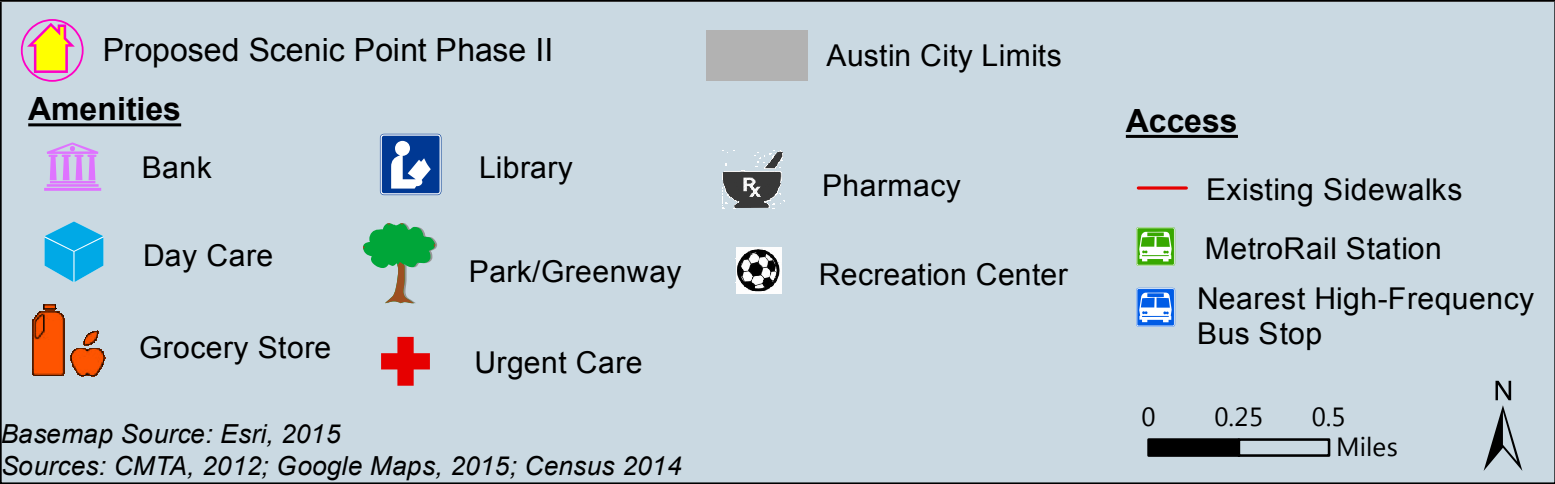 Proposed Scenic Point Phase II
Austin City Limits
Amenities
Bank
Library
Pharmacy
Day Care
Park/Greenway
Recreation Center
Grocery Store
Urgent Care
Access
Existing Sidewalks
MetroRail Station
Nearest High-Frequency
Bus Stop
Rx
0 0.25 0.5
Miles
N
Basemap Source: Esri, 2015
Sources: CMTA, 2012; Google Maps, 2015; Census 2014